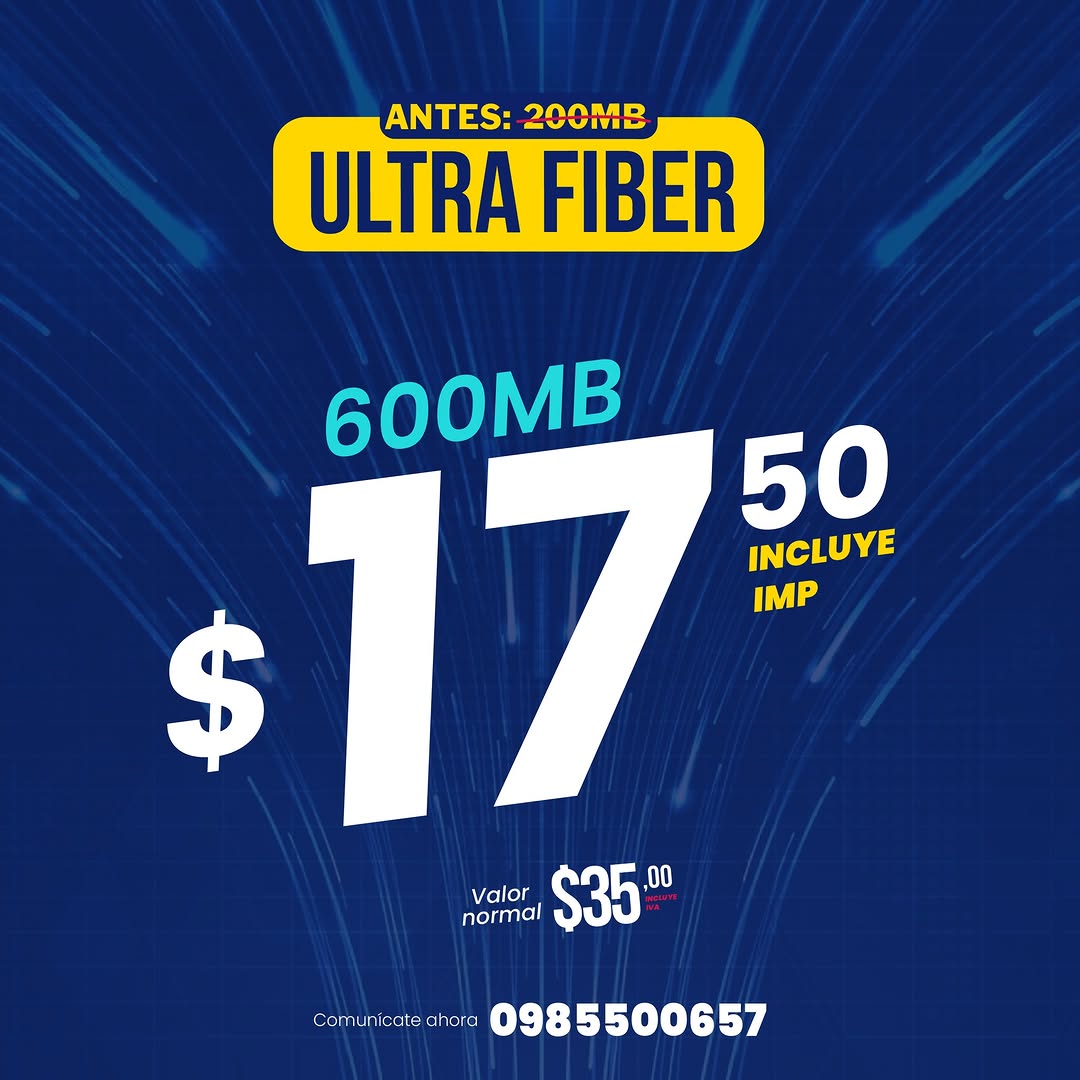 ANTES: 200MB
ULTRA FIBER
600MB
$17 50
INCLUYE
IMP
Valor
normal $35,00
INCLUYE
IVA
Comunícate ahora 0985500657